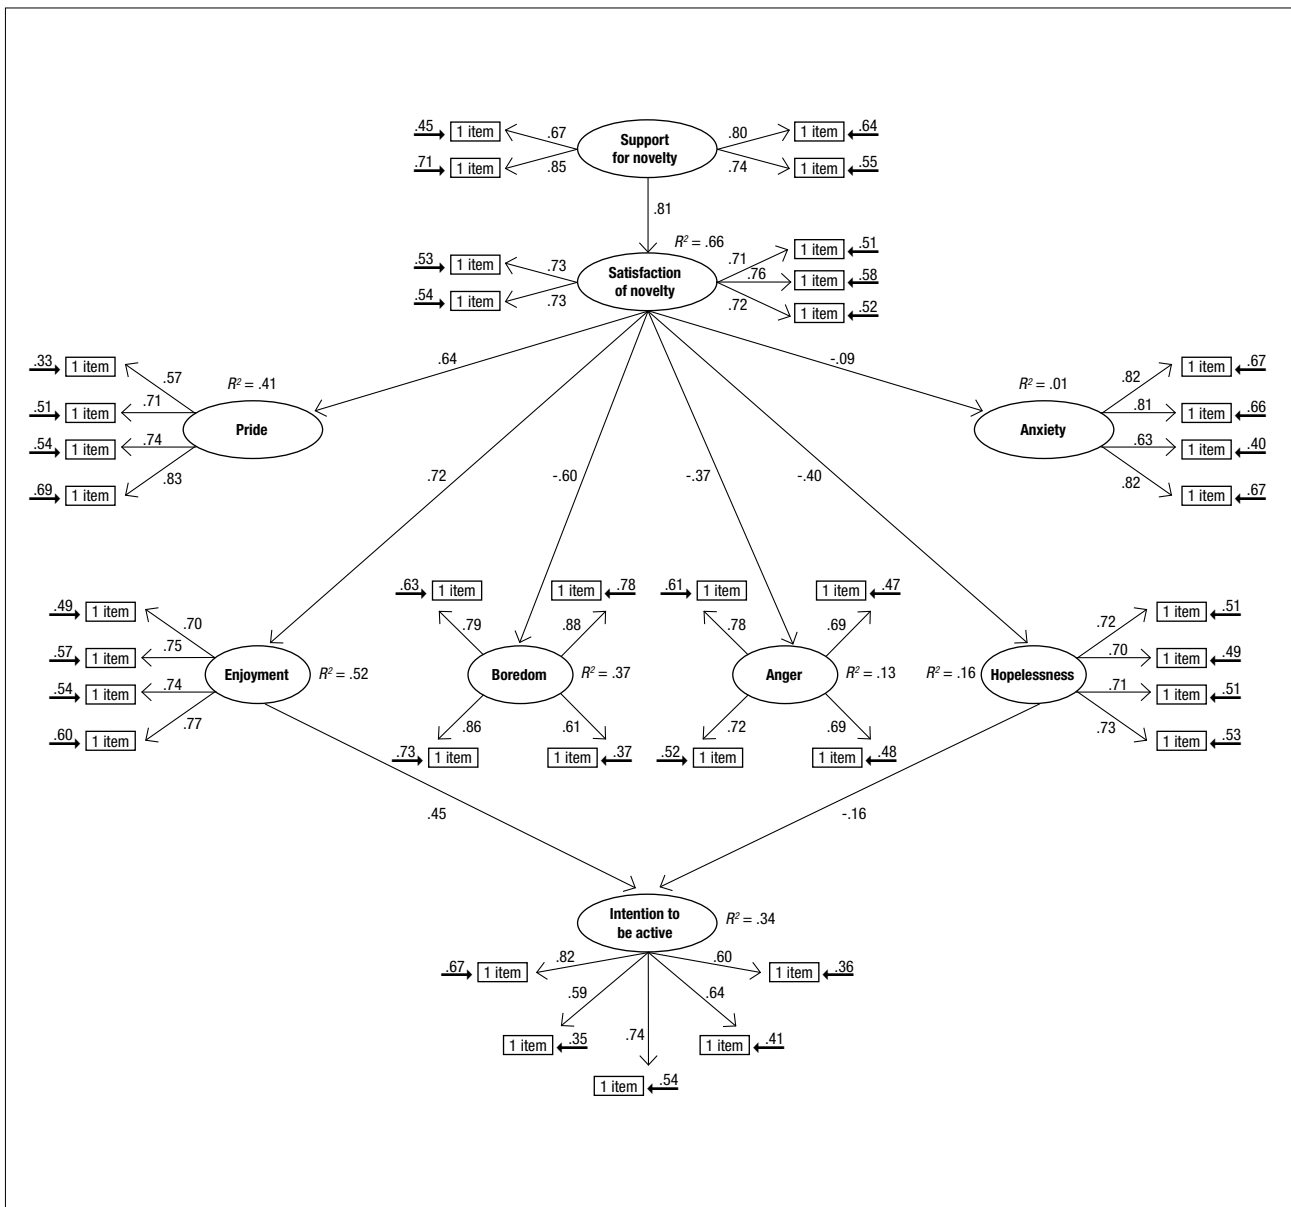 .45 1 item .67 Support for novelty .80 1 item .64
.71 1 item .85 .74 1 item .55
.81
R² = .66
.53 1 item .73 Satisfaction of novelty .71 1 item .51
.76 1 item .58
.54 1 item .73 .72 1 item .52
.64 -.09
.33 1 item .57 R² = .41 R² = .01 .82 1 item .67
.51 1 item .71 .81 1 item .66
Pride Anxiety
.54 1 item .74 .63 1 item .40
.69 1 item .83 .82 1 item .67
.72 -.60 -.37 -.40
.63 1 item 1 item .78 .61 1 item 1 item .47
.49 1 item .70 .79 .88 .78 .69 .72 1 item .51
.57 1 item .75 .70 1 item .49
Enjoyment R² = .52 Boredom R² = .37 Anger R² = .13 R² = .16 Hopelessness
.54 1 item .74 .71 1 item .51
.60 1 item .77 .86 .61 .72 .69 .73 1 item .53
.73 1 item 1 item .37 .52 1 item 1 item .48
.45 -.16
Intention to be active R² = .34
.67 1 item .82 .60 1 item .36
.59 .64
.74
1 item .35 1 item .41
1 item .54